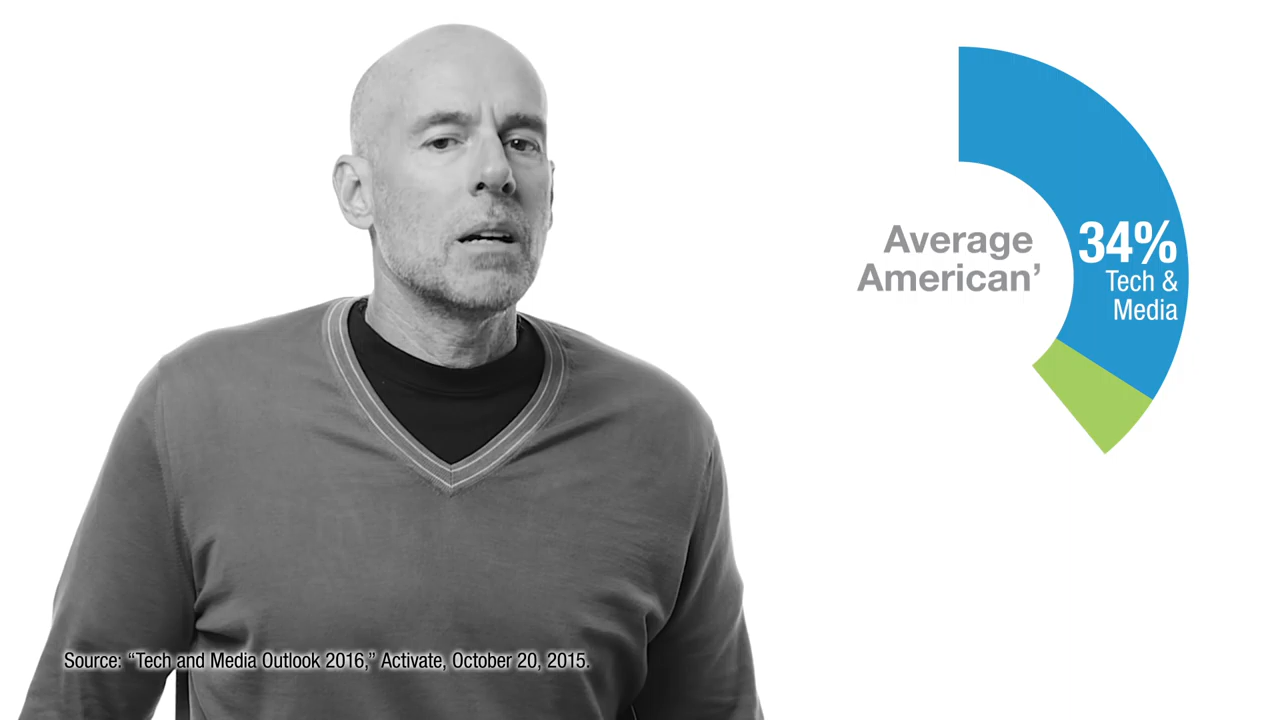 Average
American’
34%
Tech &
Media
Source: “Tech and Media Outlook 2016,” Activate, October 20, 2015.